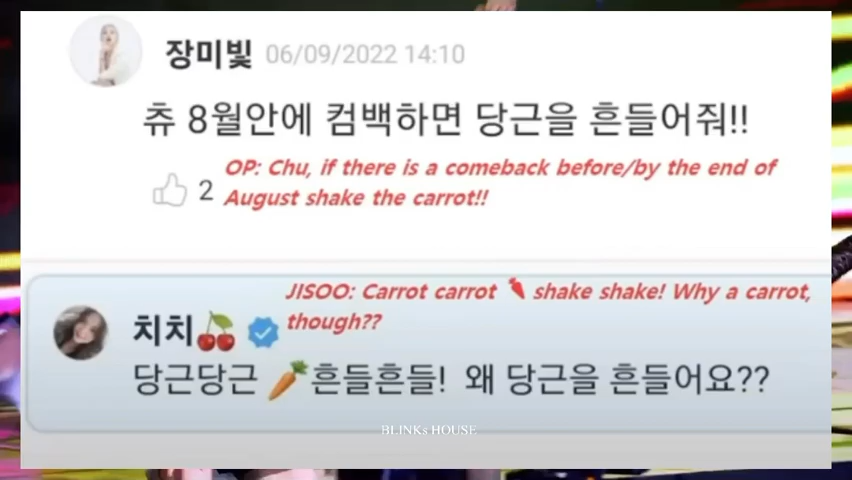 장미빛 06/09/2022 14:10
츄 8월안에 컴백하면 당근을 흔들어줘!!
OP: Chu, if there is a comeback before/by the end of
2 August shake the carrot!!
JISOO: Carrot carrot 🥕 shake shake! Why a carrot,
치치🍒 though??
당근당근 🥕흔들흔들! 왜 당근을 흔들어요??
BLINKs HOUSE